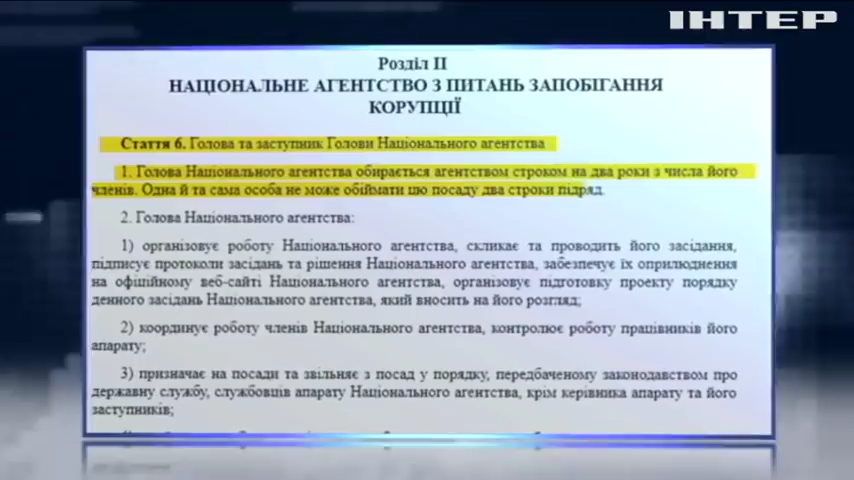 ІНТЕР
Розділ II
НАЦІОНАЛЬНЕ АГЕНТСТВО З ПИТАНЬ ЗАПОБІГАННЯ
КОРУПЦІЇ
Стаття 6. Голова та заступник Голови Національного агентства
1. Голова Національного агентства обирається агентством строком на два роки з числа його
членів. Одна й та сама особа не може обіймати цю посаду два строки підряд.
2. Голова Національного агентства:
1) організовує роботу Національного агентства, скликає та проводить його засідання,
підписує протоколи засідань та рішення Національного агентства, забезпечує їх оприлюднення
на офіційному веб-сайті Національного агентства, організовує підготовку проекту порядку
денного засідань Національного агентства, який вносить на його розгляд;
2) координує роботу членів Національного агентства, контролює роботу працівників його
апарату;
3) призначає на посади та звільняє з посад у порядку, передбаченому законодавством про
державну службу, службовців апарату Національного агентства, крім керівника апарату та його
заступників;